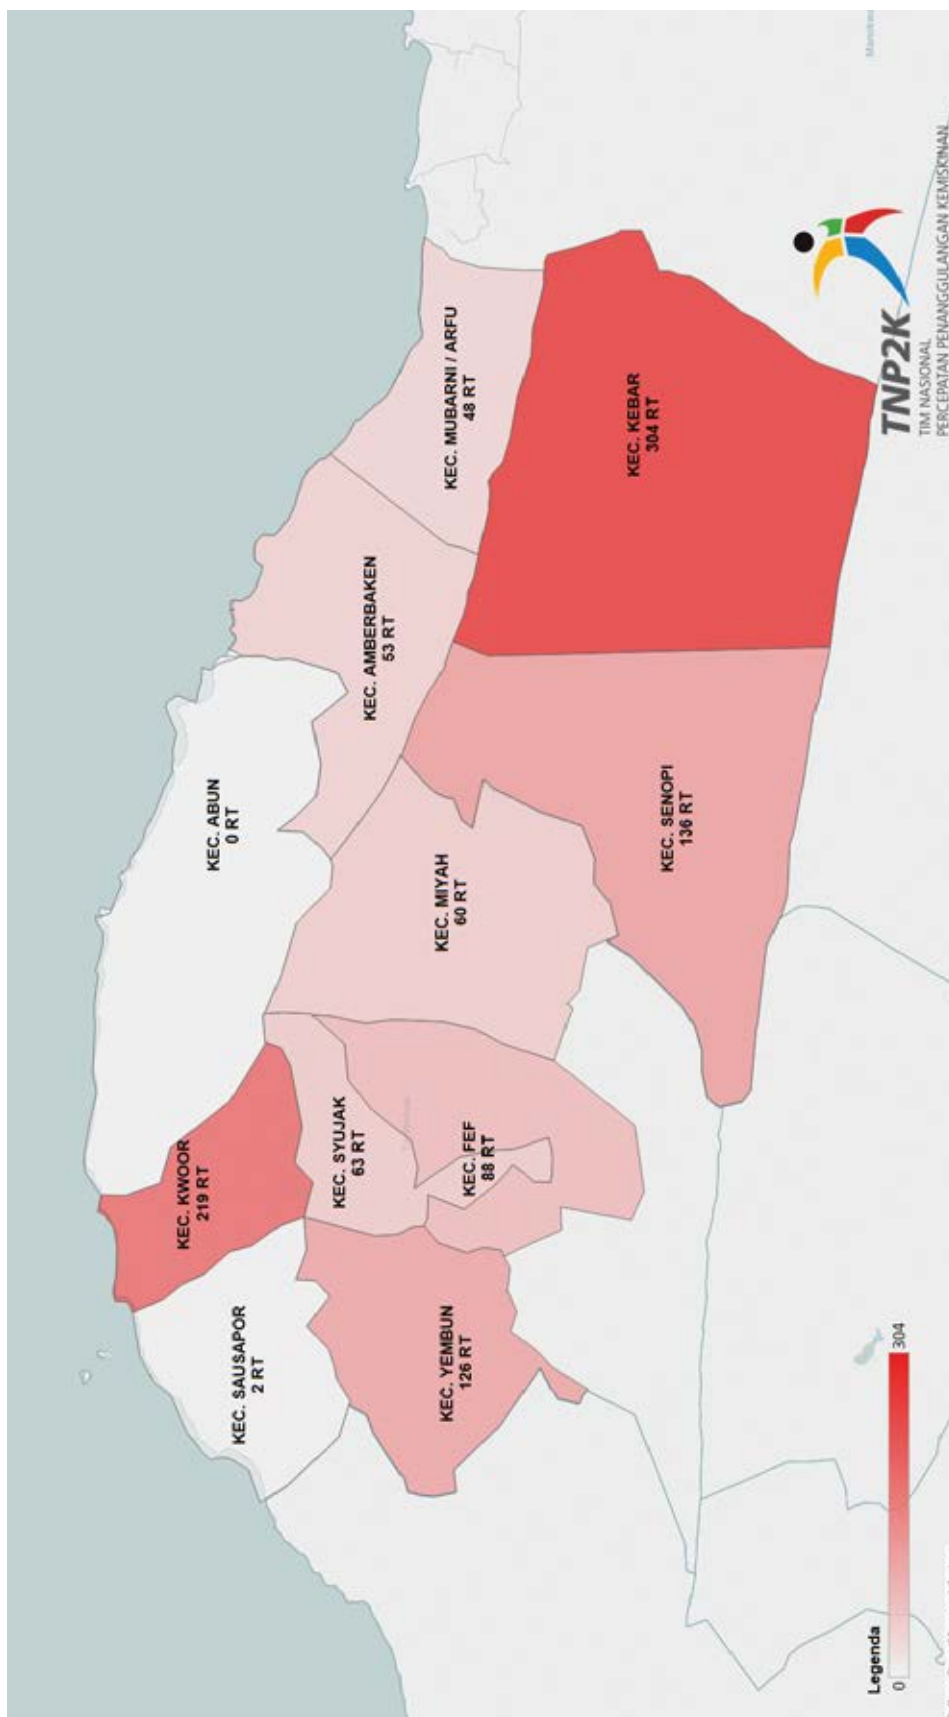 KEC. SAUSAPOR
2 RT
KEC. KWOOR
219 RT
KEC. ABUN
0 RT
KEC. SYUJAK
63 RT
KEC. AMBERBAKEN
53 RT
KEC. MUBARNI / ARFU
48 RT
KEC. YEMBUN
126 RT
KEC. FEF
88 RT
KEC. MIYAH
60 RT
KEC. SENOPI
136 RT
KEC. KEBAR
304 RT
Legenda
0
304
TNP2K
TIM NASIONAL
PERCEPATAN PENANGGULANGAN KEMISKINAN